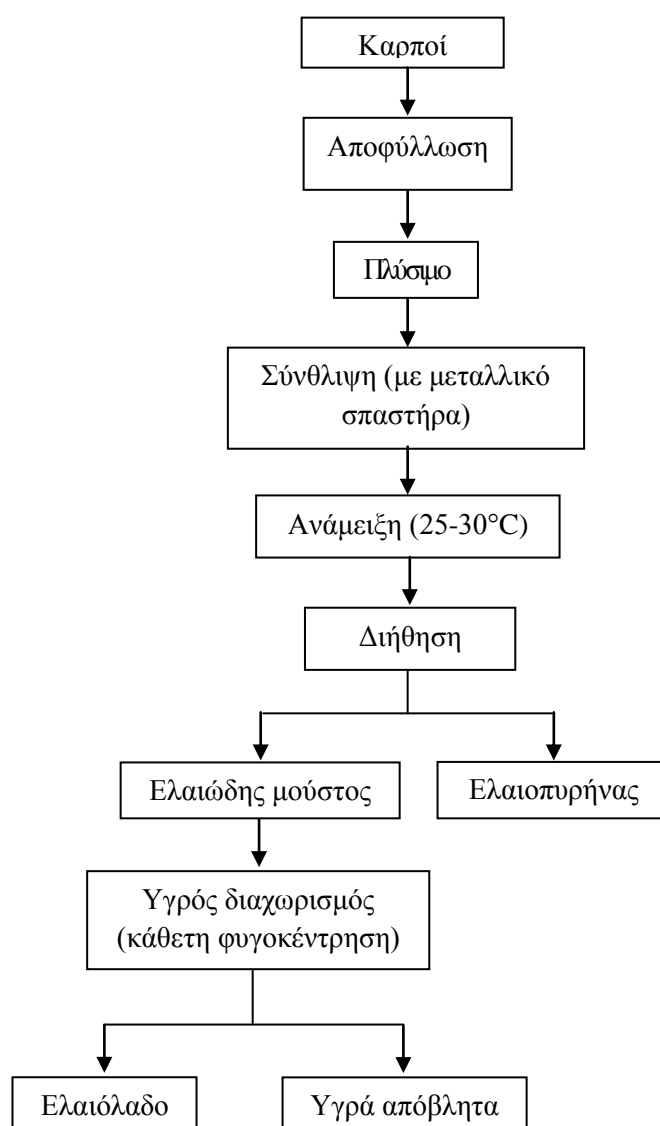 Καρποί
Αποφύλλωση
Πλύσιμο
Σύνθλιψη (με μεταλλικό
σπαστήρα)
Ανάμειξη (25-30°C)
Διήθηση
Ελαιώδης μούστος
Ελαιοπυρήνας
Υγρός διαχωρισμός
(κάθετη φυγοκέντρηση)
Ελαιόλαδο
Υγρά απόβλητα